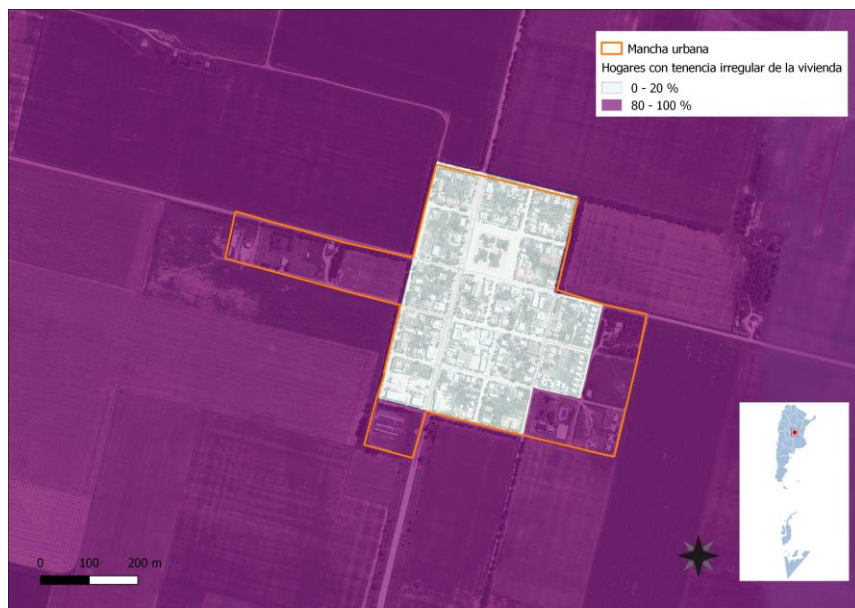 Mancha urbana
Hogares con tenencia irregular de la vivienda
0 - 20 %
80 - 100 %
0 100 200 m